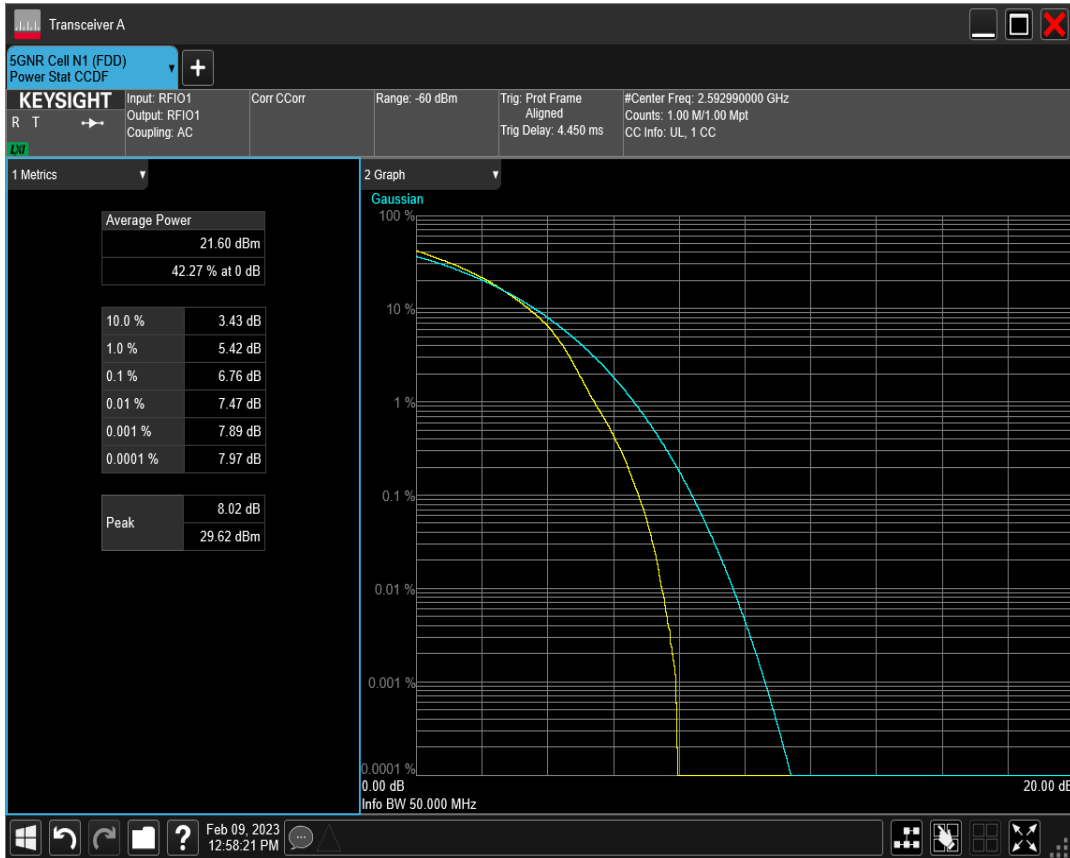 Transceiver A
5GNR Cell N1 (FDD)
Power Stat CCDF
+
KEYSIGHT
R T
LXI
Input: RFIO1
Output: RFIO1
Coupling: AC
Corr CCorr
Range: -60 dBm
Trig: Prot Frame
Aligned
Trig Delay: 4.450 ms
#Center Freq: 2.592990000 GHz
Counts: 1.00 M/1.00 Mpt
CC Info: UL, 1 CC
1 Metrics
Average Power
21.60 dBm
42.27 % at 0 dB
10.0 % 3.43 dB
1.0 % 5.42 dB
0.1 % 6.76 dB
0.01 % 7.47 dB
0.001 % 7.89 dB
0.0001 % 7.97 dB
Peak
8.02 dB
29.62 dBm
2 Graph
Gaussian
100 %
10 %
1 %
0.1 %
0.01 %
0.001 %
0.0001 %
0.00 dB 20.00 dB
Info BW 50.000 MHz
?
Feb 09, 2023
12:58:21 PM